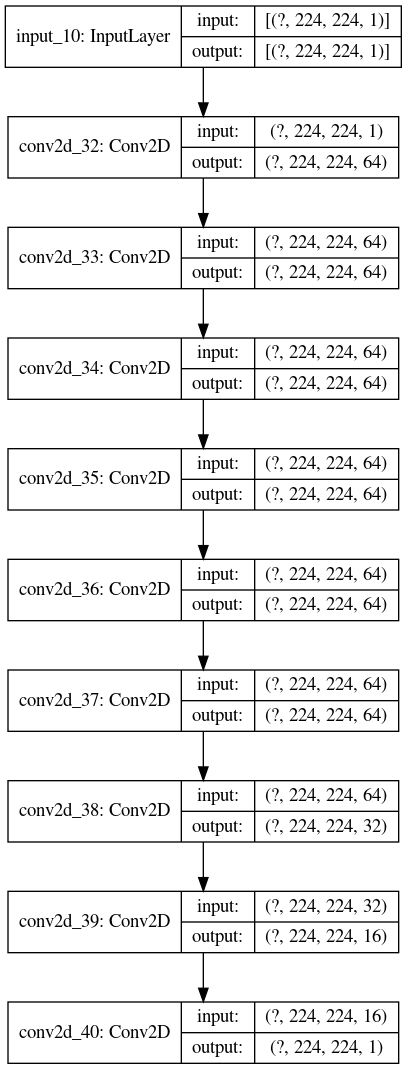 input_10: InputLayer
input: [(?, 224, 224, 1)]
output: [(?, 224, 224, 1)]
conv2d_32: Conv2D
input: (?, 224, 224, 1)
output: (?, 224, 224, 64)
conv2d_33: Conv2D
input: (?, 224, 224, 64)
output: (?, 224, 224, 64)
conv2d_34: Conv2D
input: (?, 224, 224, 64)
output: (?, 224, 224, 64)
conv2d_35: Conv2D
input: (?, 224, 224, 64)
output: (?, 224, 224, 64)
conv2d_36: Conv2D
input: (?, 224, 224, 64)
output: (?, 224, 224, 64)
conv2d_37: Conv2D
input: (?, 224, 224, 64)
output: (?, 224, 224, 64)
conv2d_38: Conv2D
input: (?, 224, 224, 64)
output: (?, 224, 224, 32)
conv2d_39: Conv2D
input: (?, 224, 224, 32)
output: (?, 224, 224, 16)
conv2d_40: Conv2D
input: (?, 224, 224, 16)
output: (?, 224, 224, 1)